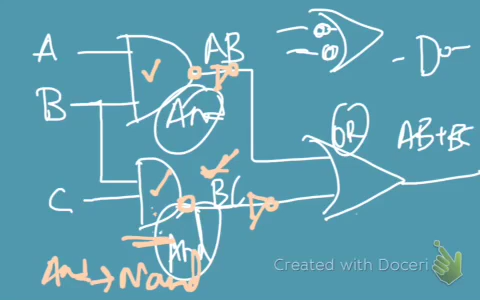 A
AB
B
And
OR
AB+BC
C
BC
And
And→Nand
Created with Doceri